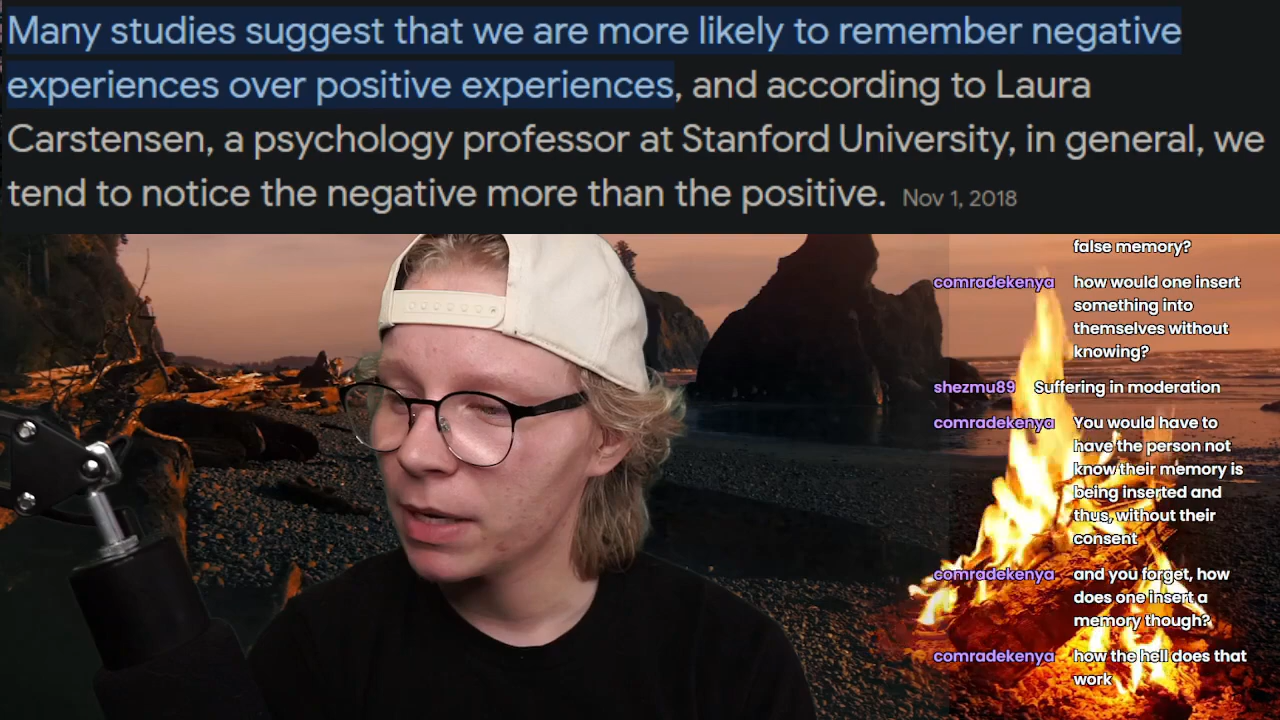 Many studies suggest that we are more likely to remember negative
experiences over positive experiences, and according to Laura
Carstensen, a psychology professor at Stanford University, in general, we
tend to notice the negative more than the positive. Nov 1, 2018
false memory?
comradekenya how would one insert
something into
themselves without
knowing?
shezmu89 Suffering in moderation
comradekenya You would have to
have the person not
know their memory is
being inserted and
thus, without their
consent
comradekenya and you forget, how
does one insert a
memory though?
comradekenya how the hell does that
work